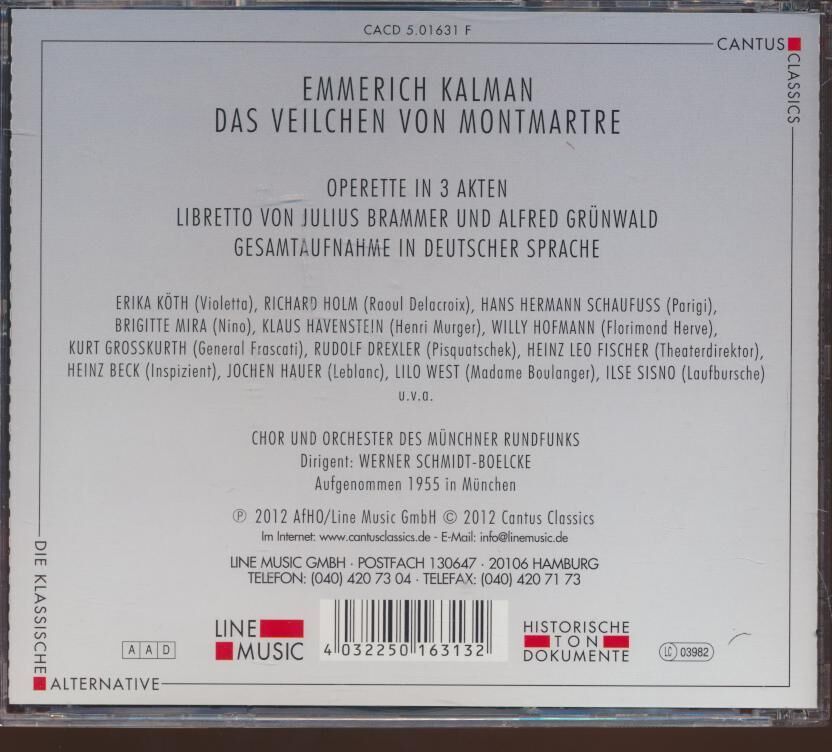 CACD 5.01631 F
CANTUS
CLASSICS
EMMERICH KALMAN
DAS VEILCHEN VON MONTMARTRE
OPERETTE IN 3 AKTEN
LIBRETTO VON JULIUS BRAMMER UND ALFRED GRÜNWALD
GESAMTAUFNAHME IN DEUTSCHER SPRACHE
ERIKA KÖTH (Violetta), RICHARD HOLM (Raoul Delacroix), HANS HERMANN SCHAUFUSS (Parigi),
BRIGITTE MIRA (Nino), KLAUS HAVENSTEIN (Henri Murger), WILLY HOFMANN (Florimond Herve),
KURT GROSSKURTH (General Frascati), RUDOLF DREXLER (Pisquatschek), HEINZ LEO FISCHER (Theaterdirektor),
HEINZ BECK (Inspizient), JOCHEN HAUER (Leblanc), LILO WEST (Madame Boulanger), ILSE SISNO (Laufbursche)
u.v.a.
CHOR UND ORCHESTER DES MÜNCHNER RUNDFUNKS
Dirigent: WERNER SCHMIDT-BOELCKE
Aufgenommen 1955 in München
℗ 2012 AfHO/Line Music GmbH © 2012 Cantus Classics
Im Internet: www.cantusclassics.de - E-Mail: info@linemusic.de
LINE MUSIC GMBH · POSTFACH 130647 · 20106 HAMBURG
TELEFON: (040) 420 73 04 · TELEFAX: (040) 420 71 73
DIE KLASSISCHE
ALTERNATIVE
A A D
LINE
MUSIC
4 032250 163132
HISTORISCHE
TON
DOKUMENTE
LC 03982